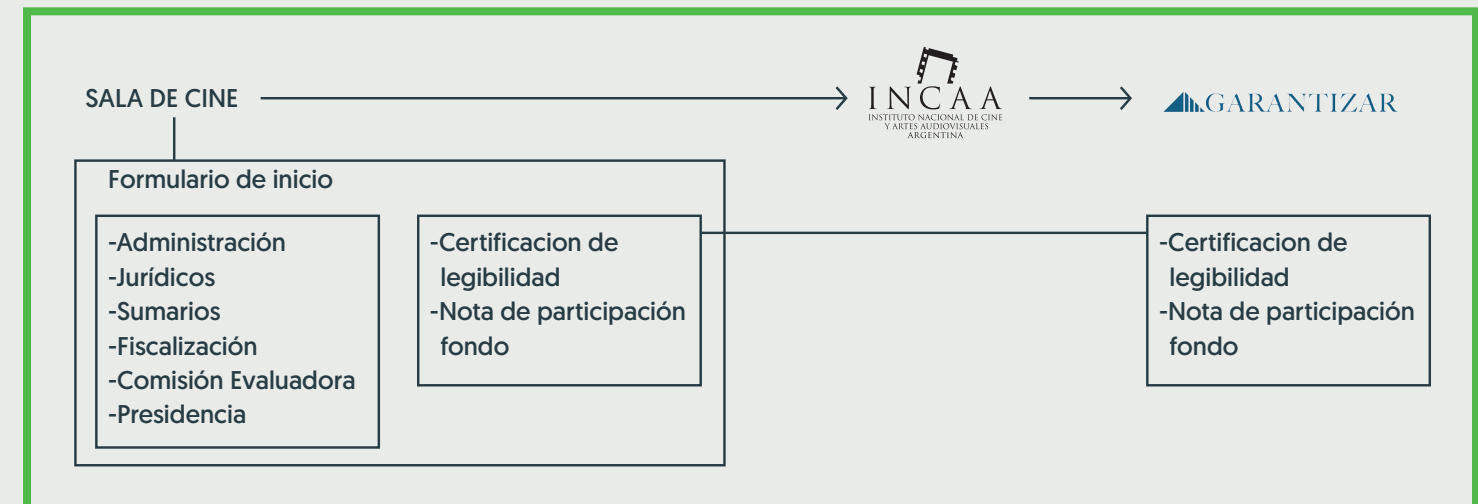 SALA DE CINE
INCAA
INSTITUTO NACIONAL DE CINE
Y ARTES AUDIOVISUALES
ARGENTINA
GARANTIZAR
Formulario de inicio
-Administración
-Jurídicos
-Sumarios
-Fiscalización
-Comisión Evaluadora
-Presidencia
-Certificacion de
legibilidad
-Nota de participación
fondo
-Certificacion de
legibilidad
-Nota de participación
fondo